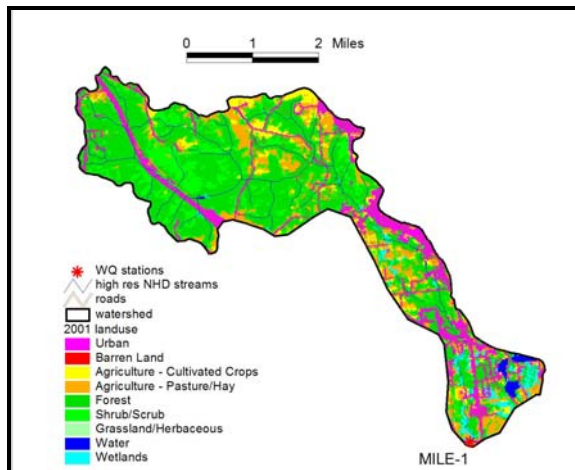 0 1 2 Miles
WQ stations
high res NHD streams
roads
watershed
2001 landuse
Urban
Barren Land
Agriculture - Cultivated Crops
Agriculture - Pasture/Hay
Forest
Shrub/Scrub
Grassland/Herbaceous
Water
Wetlands
MILE-1